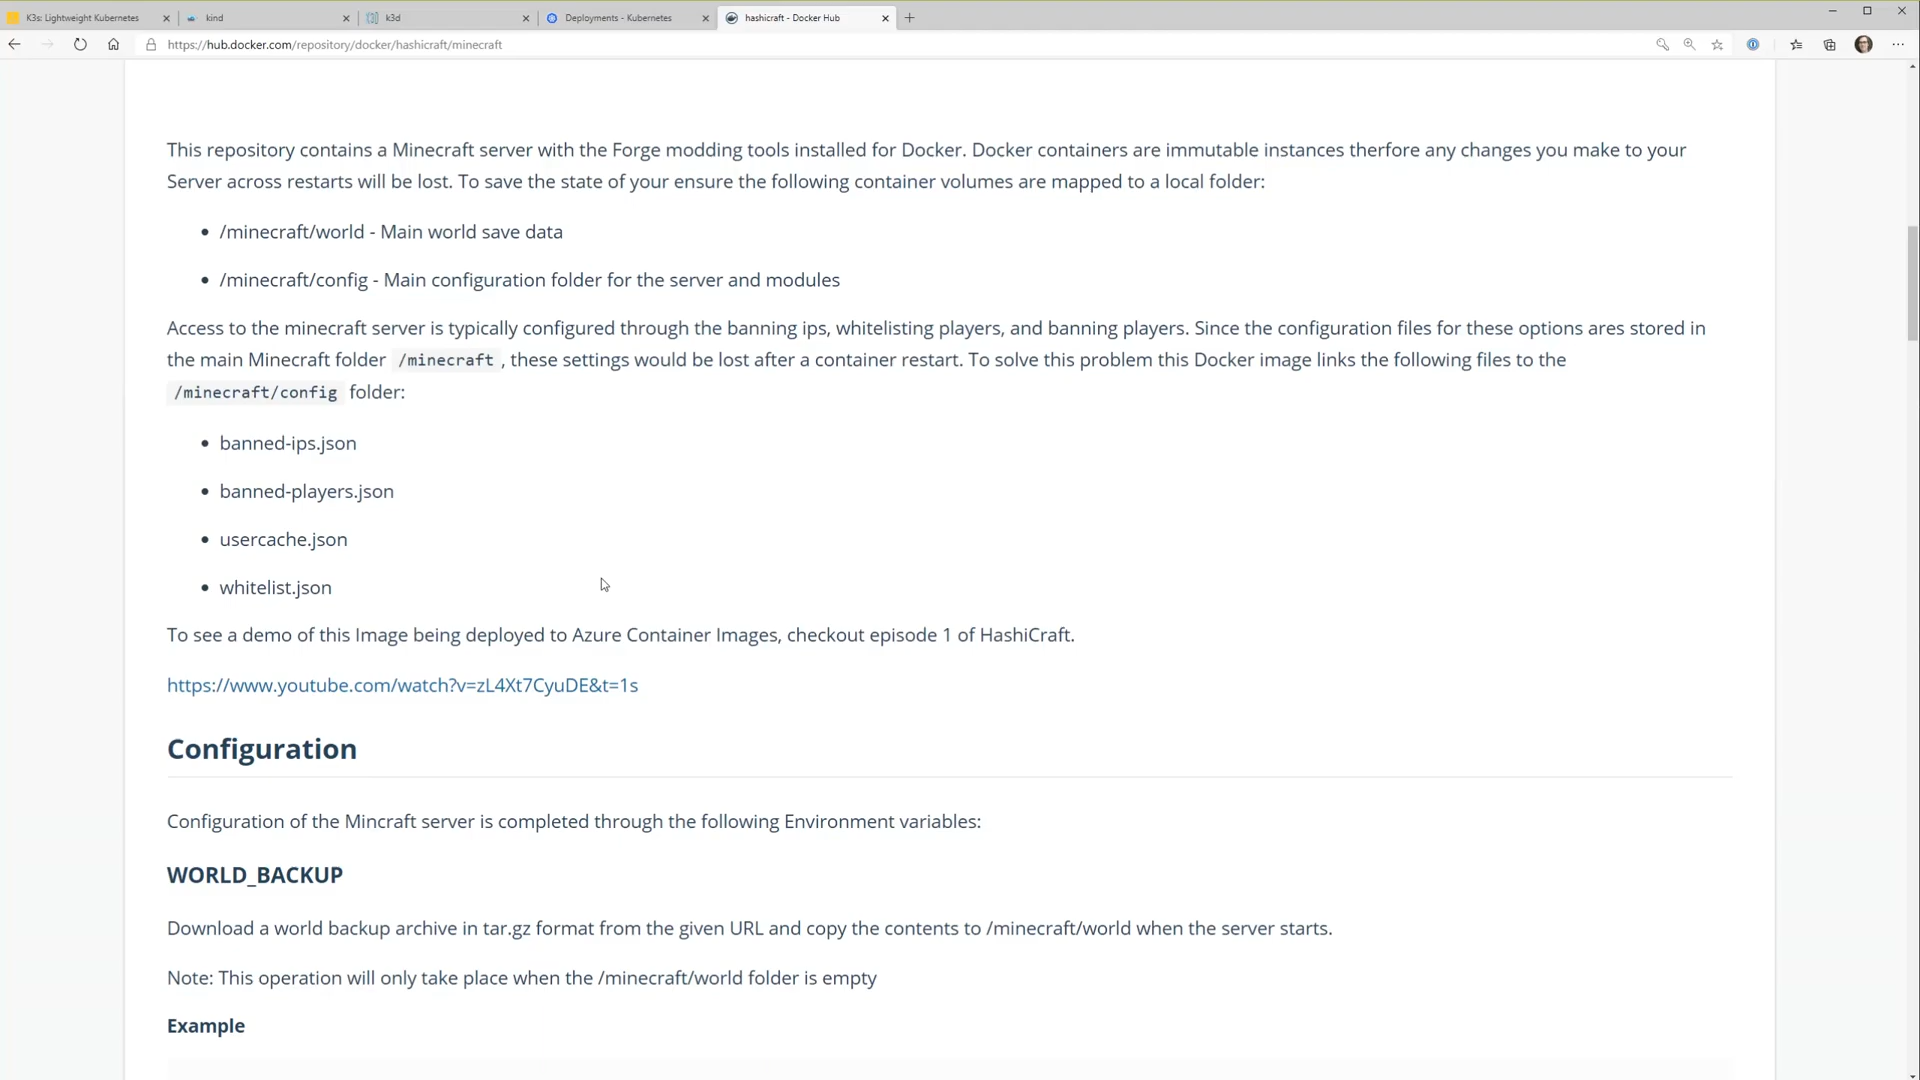 K3s: Lightweight Kubernetes
kind
k3d
Deployments - Kubernetes
hashicraft - Docker Hub
https://hub.docker.com/repository/docker/hashicraft/minecraft
This repository contains a Minecraft server with the Forge modding tools installed for Docker. Docker containers are immutable instances therfore any changes you make to your
Server across restarts will be lost. To save the state of your ensure the following container volumes are mapped to a local folder:
• /minecraft/world - Main world save data
• /minecraft/config - Main configuration folder for the server and modules
Access to the minecraft server is typically configured through the banning ips, whitelisting players, and banning players. Since the configuration files for these options ares stored in
the main Minecraft folder /minecraft , these settings would be lost after a container restart. To solve this problem this Docker image links the following files to the
/minecraft/config folder:
• banned-ips.json
• banned-players.json
• usercache.json
• whitelist.json
To see a demo of this Image being deployed to Azure Container Images, checkout episode 1 of HashiCraft.
https://www.youtube.com/watch?v=zL4Xt7CyuDE&t=1s
Configuration
Configuration of the Mincraft server is completed through the following Environment variables:
WORLD_BACKUP
Download a world backup archive in tar.gz format from the given URL and copy the contents to /minecraft/world when the server starts.
Note: This operation will only take place when the /minecraft/world folder is empty
Example